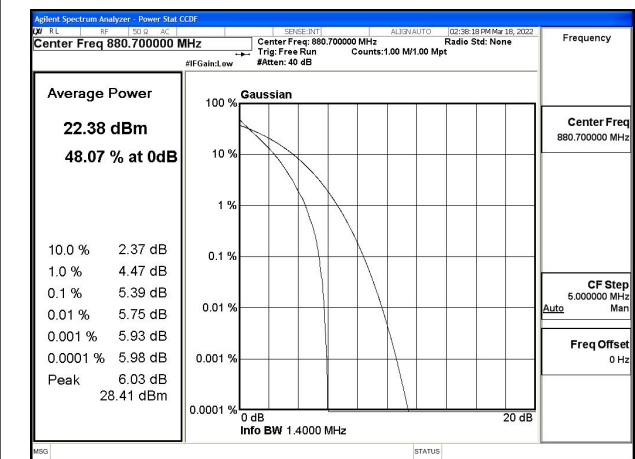 Agilent Spectrum Analyzer - Power Stat CCDF
RL RF 50 Ω AC SENSE:INT ALIGNAUTO 02:38:18 PM Mar 18, 2022
Center Freq 880.700000 MHz
Center Freq: 880.700000 MHz Radio Std: None
Trig: Free Run Counts:1.00 M/1.00 Mpt
#IFGain:Low #Atten: 40 dB
Frequency
Average Power
22.38 dBm
48.07 % at 0dB
10.0 % 2.37 dB
1.0 % 4.47 dB
0.1 % 5.39 dB
0.01 % 5.75 dB
0.001 % 5.93 dB
0.0001 % 5.98 dB
Peak 6.03 dB
28.41 dBm
Gaussian
100 %
10 %
1 %
0.1 %
0.01 %
0.001 %
0.0001 %
0 dB 20 dB
Info BW 1.4000 MHz
Center Freq
880.700000 MHz
CF Step
5.000000 MHz
Auto Man
Freq Offset
0 Hz
MSG STATUS